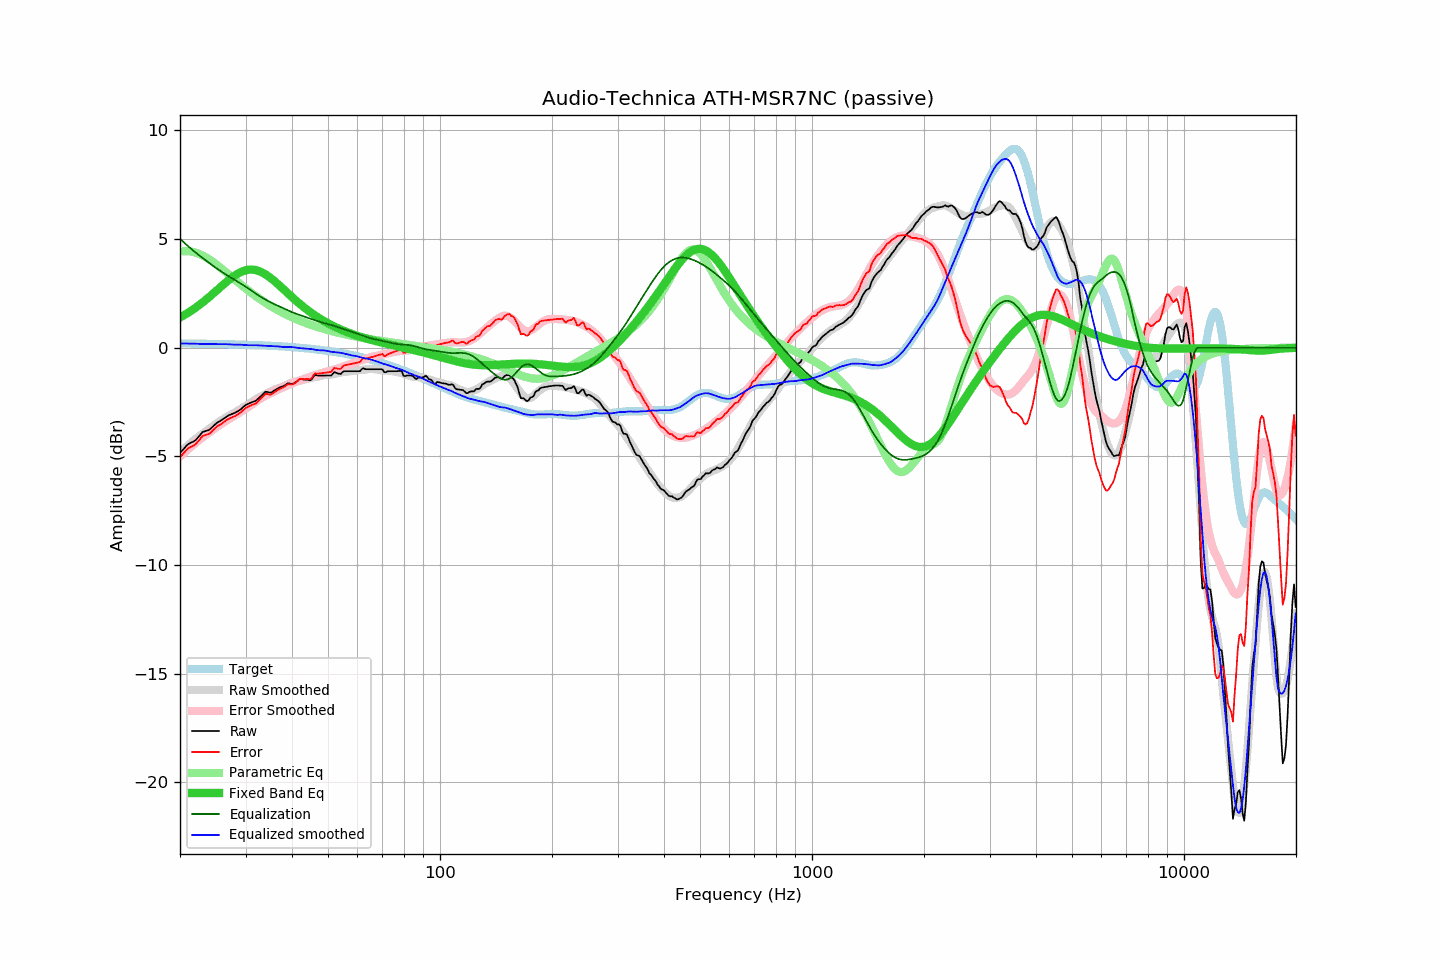 Audio-Technica ATH-MSR7NC (passive)
10
5
0
−5
−10
−15
−20
Amplitude (dBr)
Target
Raw Smoothed
Error Smoothed
Raw
Error
Parametric Eq
Fixed Band Eq
Equalization
Equalized smoothed
100
1000
10000
Frequency (Hz)